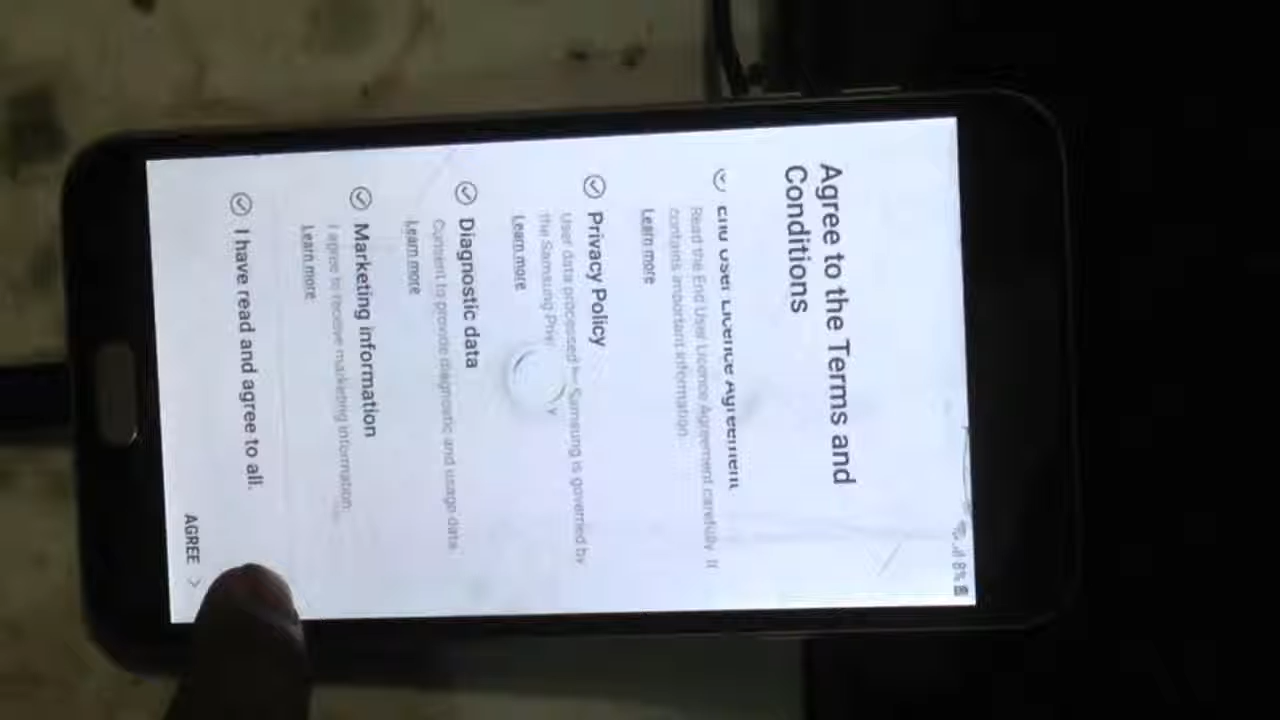 8%
Agree to the Terms and
Conditions
End User Licence Agreement
Read the End User Licence Agreement carefully. It
contains important information.
Learn more
Privacy Policy
User data processed by Samsung is governed by
the Samsung
Learn more
Diagnostic data
Consent to provide diagnostic and usage data.
Learn more
Marketing information
I agree to receive marketing information.
Learn more
I have read and agree to all.
AGREE >